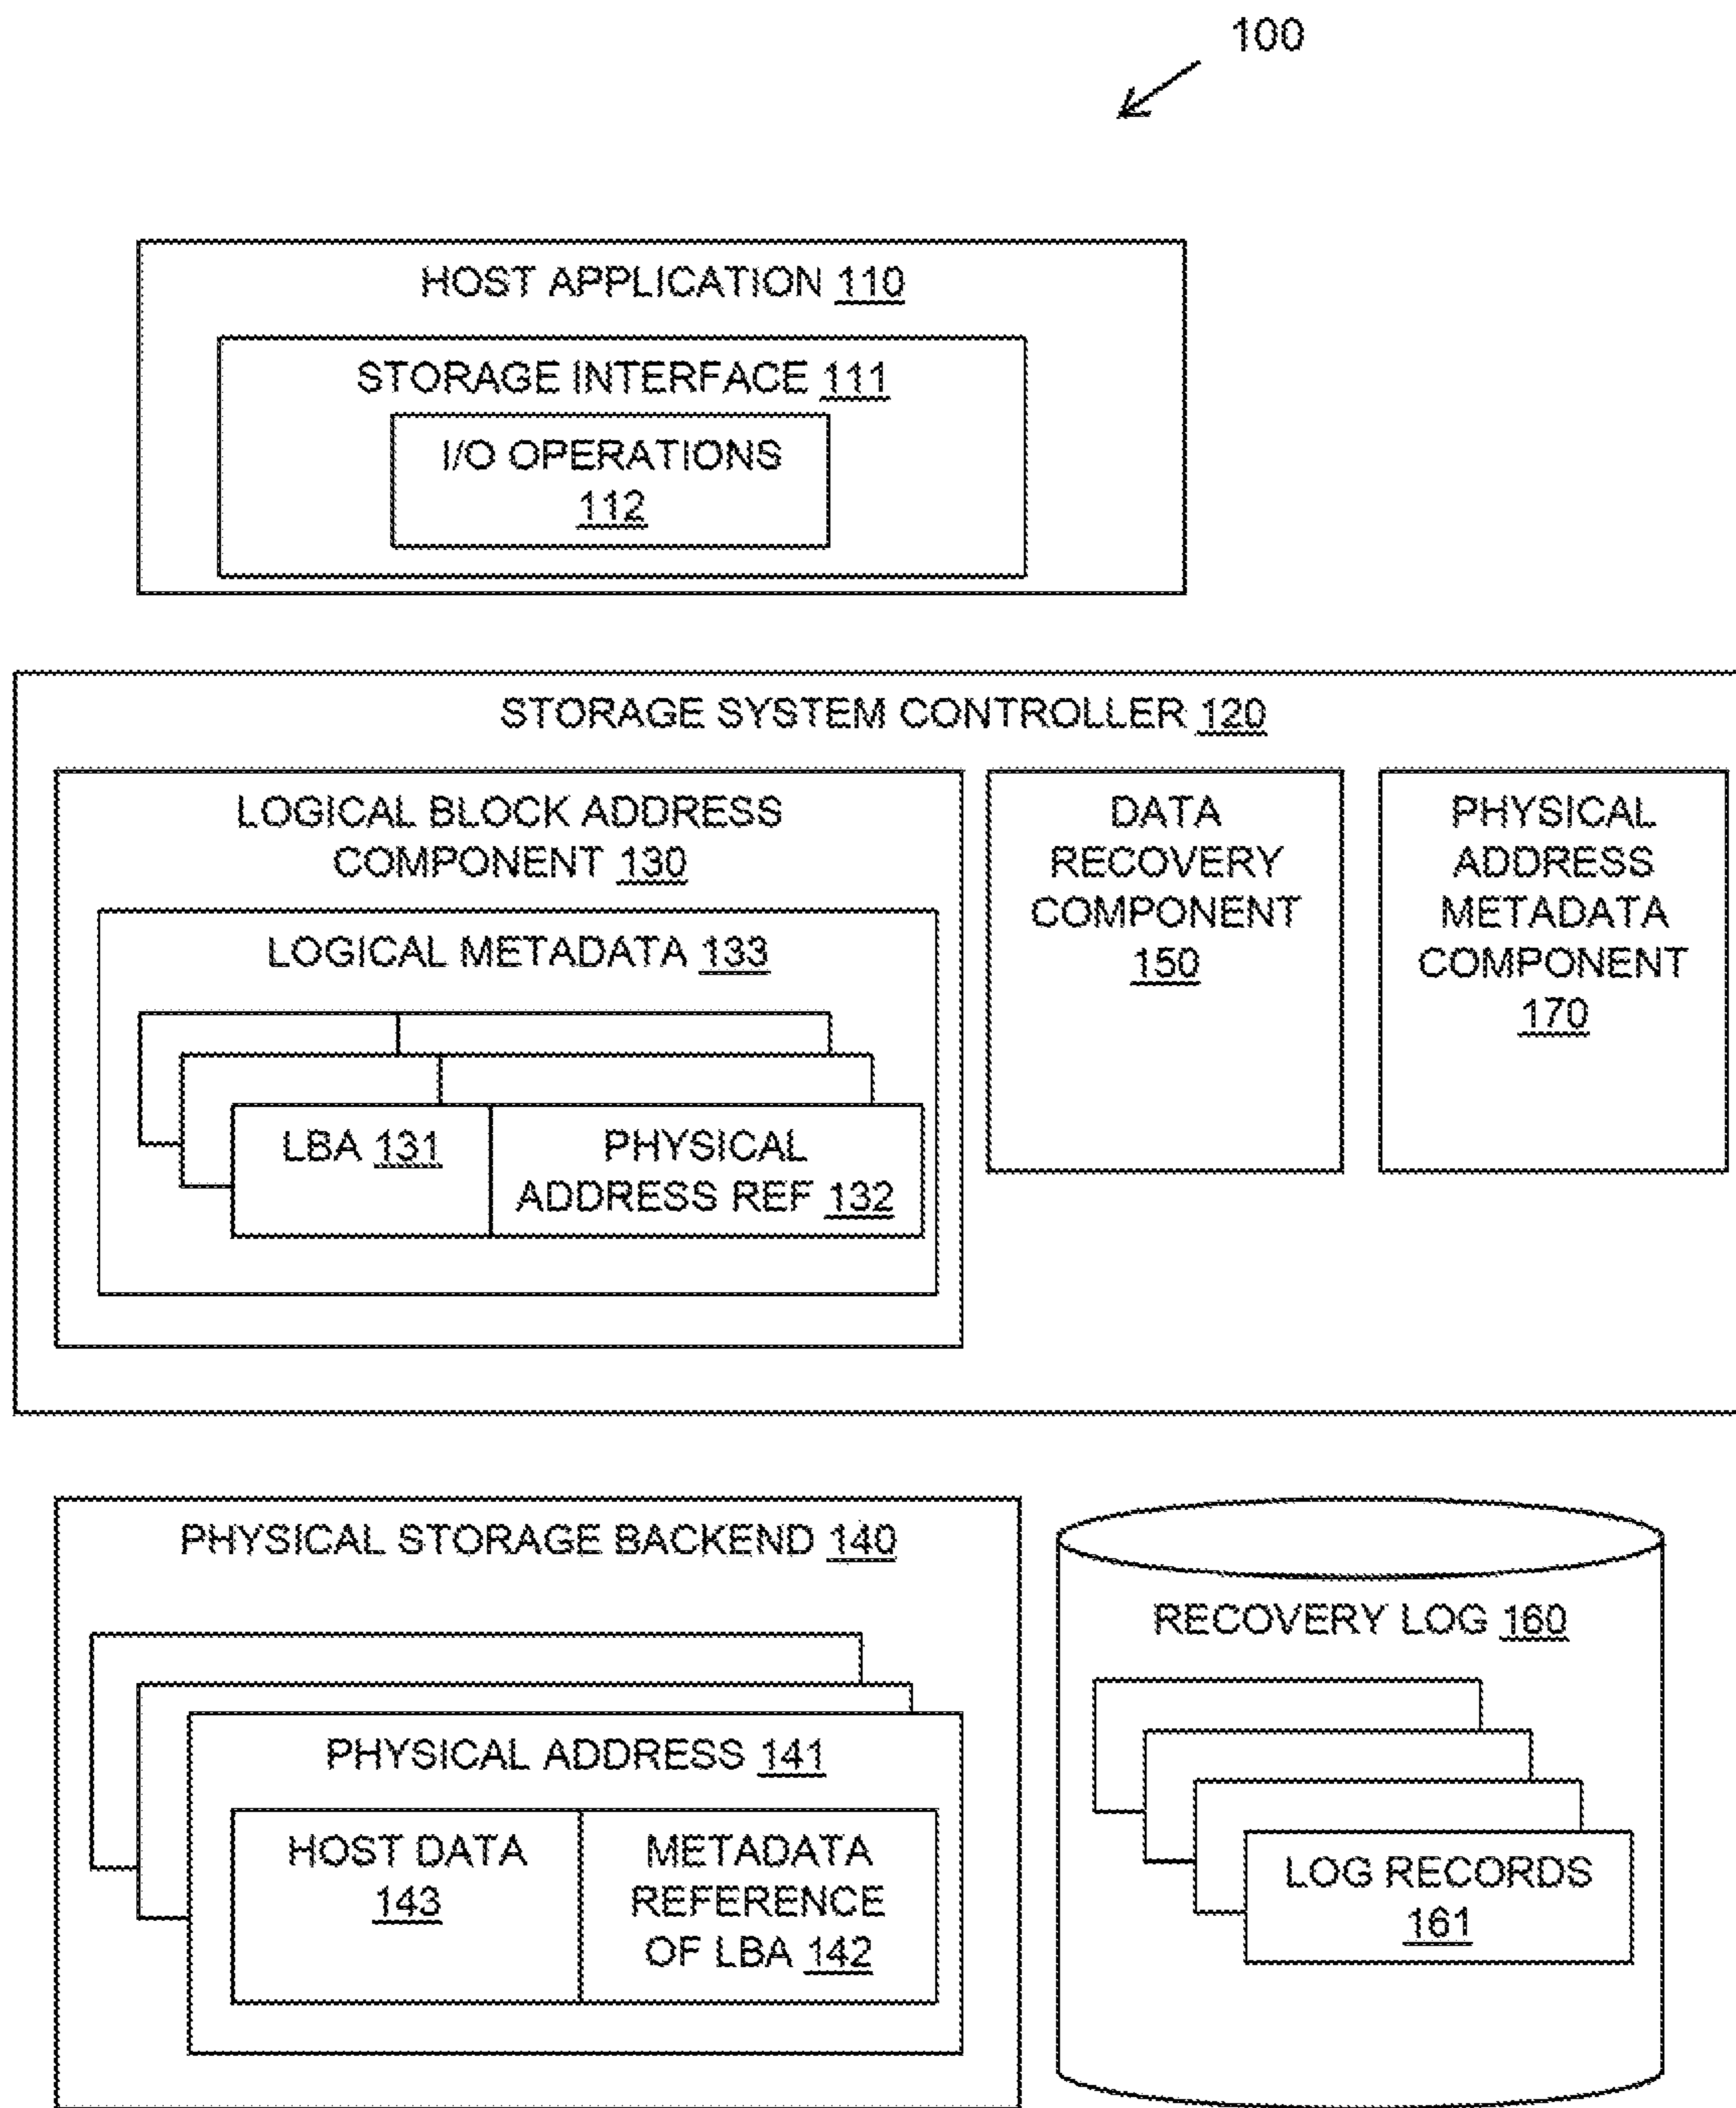 100
HOST APPLICATION 110
STORAGE INTERFACE 111
I/O OPERATIONS
112
STORAGE SYSTEM CONTROLLER 120
LOGICAL BLOCK ADDRESS
COMPONENT 130
LOGICAL METADATA 133
LBA 131
PHYSICAL
ADDRESS REF 132
DATA
RECOVERY
COMPONENT
150
PHYSICAL
ADDRESS
METADATA
COMPONENT
170
PHYSICAL STORAGE BACKEND 140
PHYSICAL ADDRESS 141
HOST DATA
143
METADATA
REFERENCE
OF LBA 142
RECOVERY LOG 160
LOG RECORDS
161